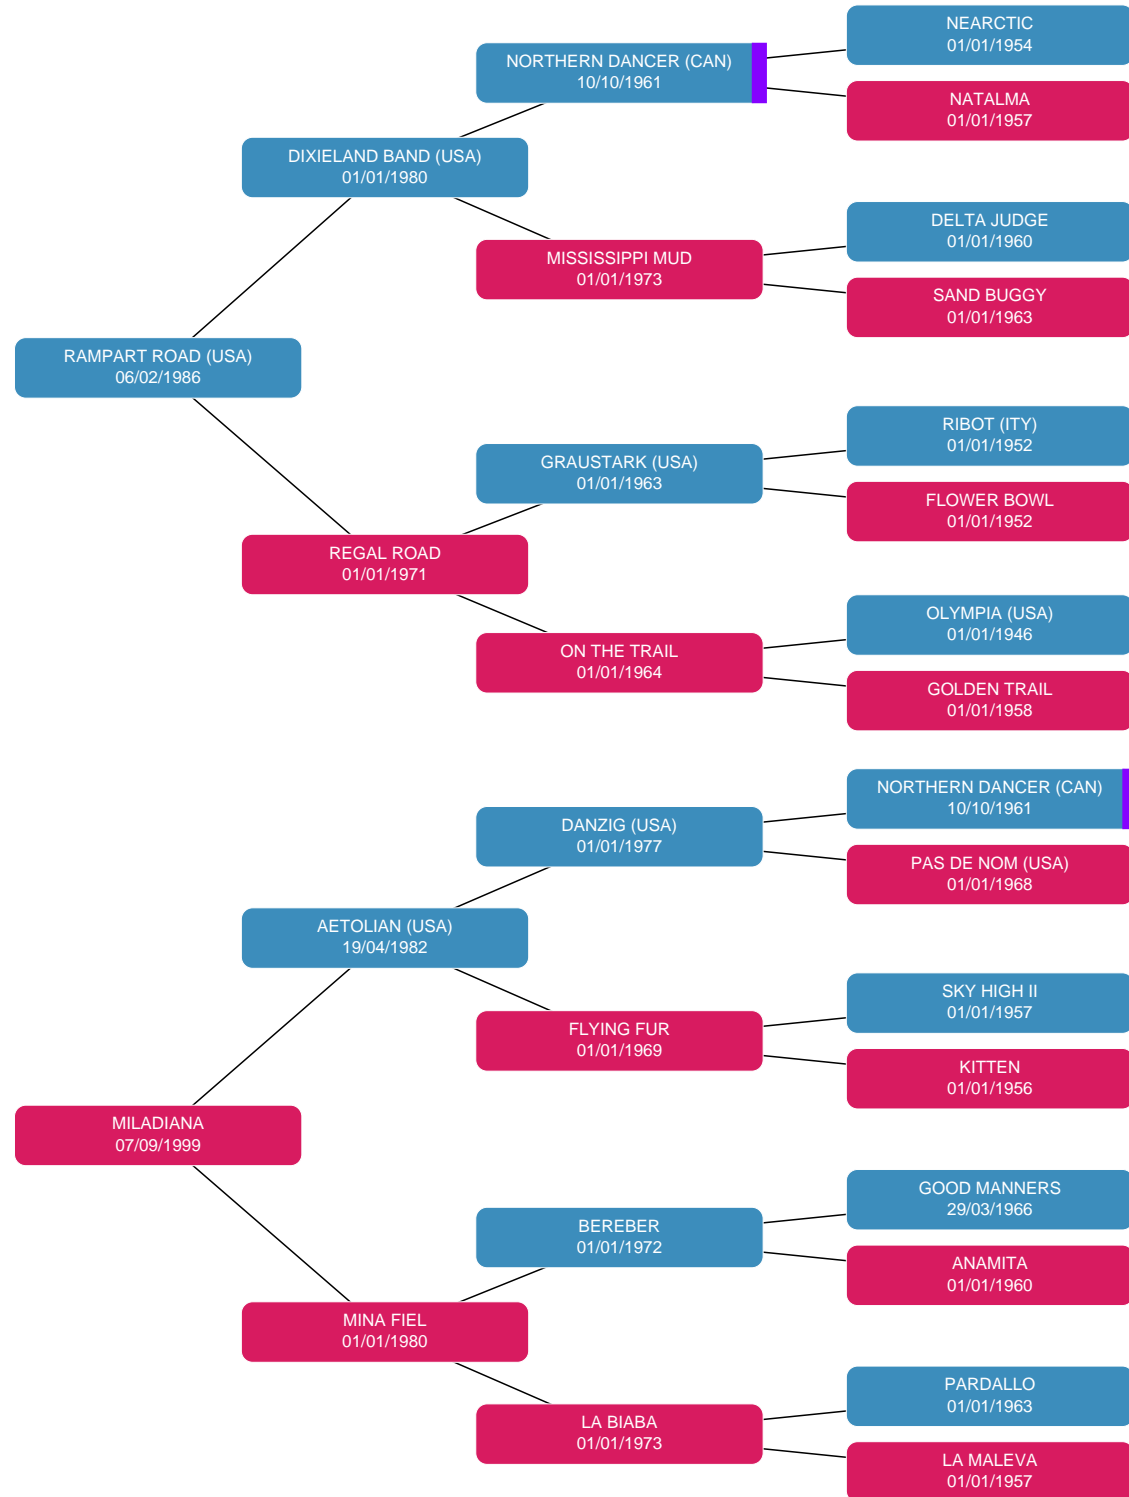 NEARCTIC
01/01/1954
NORTHERN DANCER (CAN)
10/10/1961
NATALMA
01/01/1957
DIXIELAND BAND (USA)
01/01/1980
DELTA JUDGE
01/01/1960
MISSISSIPPI MUD
01/01/1973
SAND BUGGY
01/01/1963
RAMPART ROAD (USA)
06/02/1986
RIBOT (ITY)
01/01/1952
GRAUSTARK (USA)
01/01/1963
FLOWER BOWL
01/01/1952
REGAL ROAD
01/01/1971
OLYMPIA (USA)
01/01/1946
ON THE TRAIL
01/01/1964
GOLDEN TRAIL
01/01/1958
NORTHERN DANCER (CAN)
10/10/1961
DANZIG (USA)
01/01/1977
PAS DE NOM (USA)
01/01/1968
AETOLIAN (USA)
19/04/1982
SKY HIGH II
01/01/1957
FLYING FUR
01/01/1969
KITTEN
01/01/1956
MILADIANA
07/09/1999
GOOD MANNERS
29/03/1966
BEREBER
01/01/1972
ANAMITA
01/01/1960
MINA FIEL
01/01/1980
PARDALLO
01/01/1963
LA BIABA
01/01/1973
LA MALEVA
01/01/1957